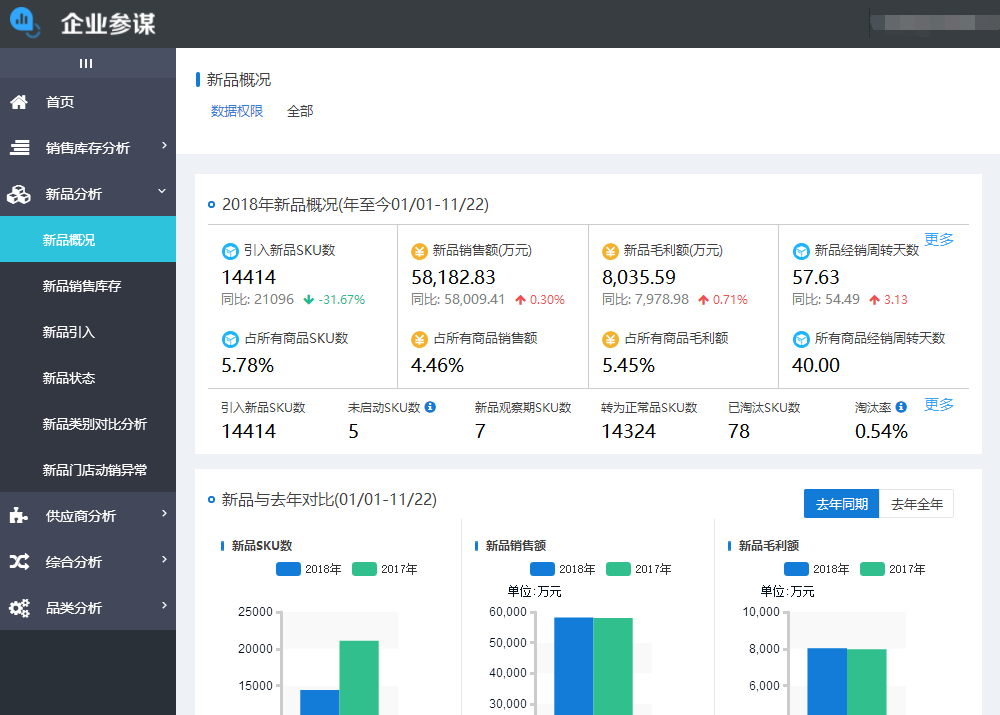 企业参谋
首页
销售库存分析
新品分析
新品概况
新品销售库存
新品引入
新品状态
新品类别对比分析
新品门店动销异常
供应商分析
综合分析
品类分析
新品概况
数据权限 全部
2018年新品概况(年至今01/01-11/22)
更多
引入新品SKU数 新品销售额(万元) 新品毛利额(万元) 新品经销周转天数
14414 58,182.83 8,035.59 57.63
同比: 21096 -31.67% 同比: 58,009.41 0.30% 同比: 7,978.98 0.71% 同比: 54.49 3.13
占所有商品SKU数 占所有商品销售额 占所有商品毛利额 所有商品经销周转天数
5.78% 4.46% 5.45% 40.00
引入新品SKU数 未启动SKU数 新品观察期SKU数 转为正常品SKU数 已淘汰SKU数 淘汰率 更多
14414 5 7 14324 78 0.54%
新品与去年对比(01/01-11/22) 去年同期 去年全年
新品SKU数 新品销售额 新品毛利额
2018年 2017年 2018年 2017年 2018年 2017年
单位:万元 单位:万元
25000 60,000 10,000
50,000
20000 8,000
40,000
15000 6,000
30,000